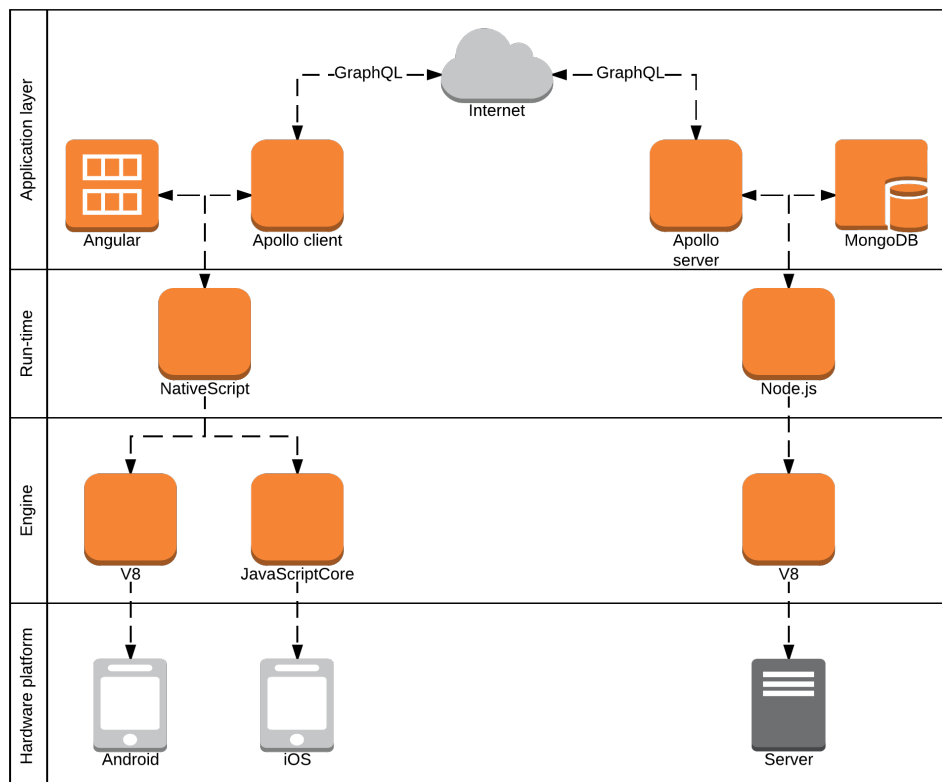 Application layer
GraphQL
GraphQL
Internet
Angular
Apollo client
Apollo
server
MongoDB
Run-time
NativeScript
Node.js
Engine
V8
JavaScriptCore
V8
Hardware platform
Android
iOS
Server